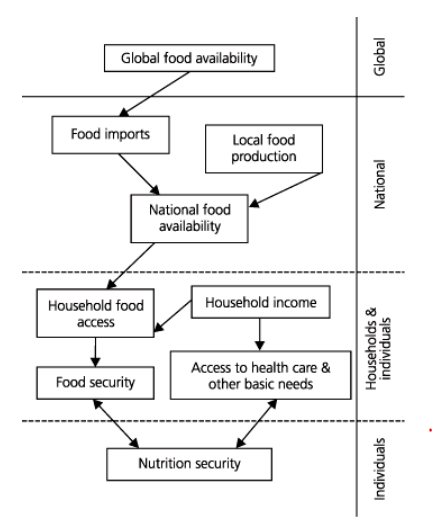 Global food availability
Global
Food imports
Local food
production
National food
availability
National
Household food
access
Household income
Food security
Access to health care &
other basic needs
Households &
individuals
Nutrition security
Individuals